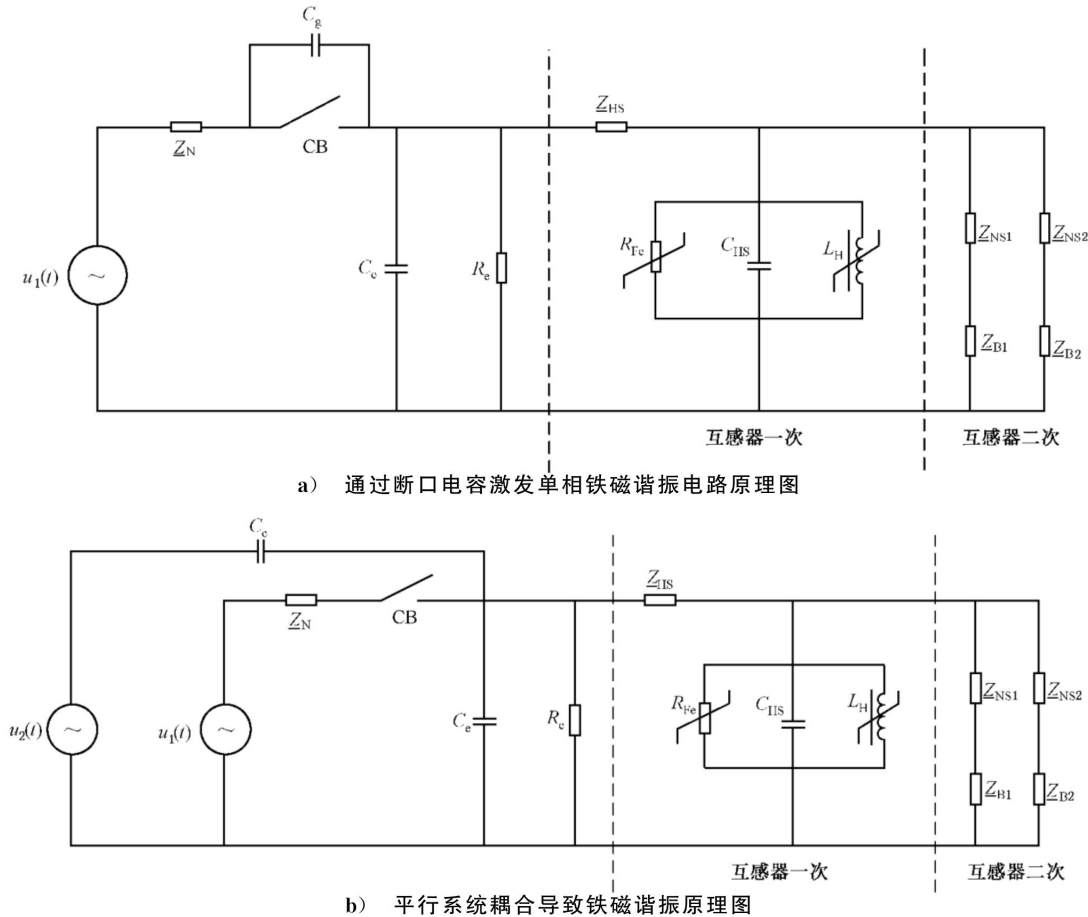 C_g
Z_HS
Z_N
CB
R_Fe
C_HS
L_H
Z_NS1
Z_NS2
u_1(t)
C_e
R_e
Z_B1
Z_B2
互感器一次
互感器二次
a） 通过断口电容激发单相铁磁谐振电路原理图
C_c
Z_HS
Z_N
CB
R_Fe
C_HS
L_H
Z_NS1
Z_NS2
u_2(t)
u_1(t)
C_e
R_e
Z_B1
Z_B2
互感器一次
互感器二次
b） 平行系统耦合导致铁磁谐振原理图